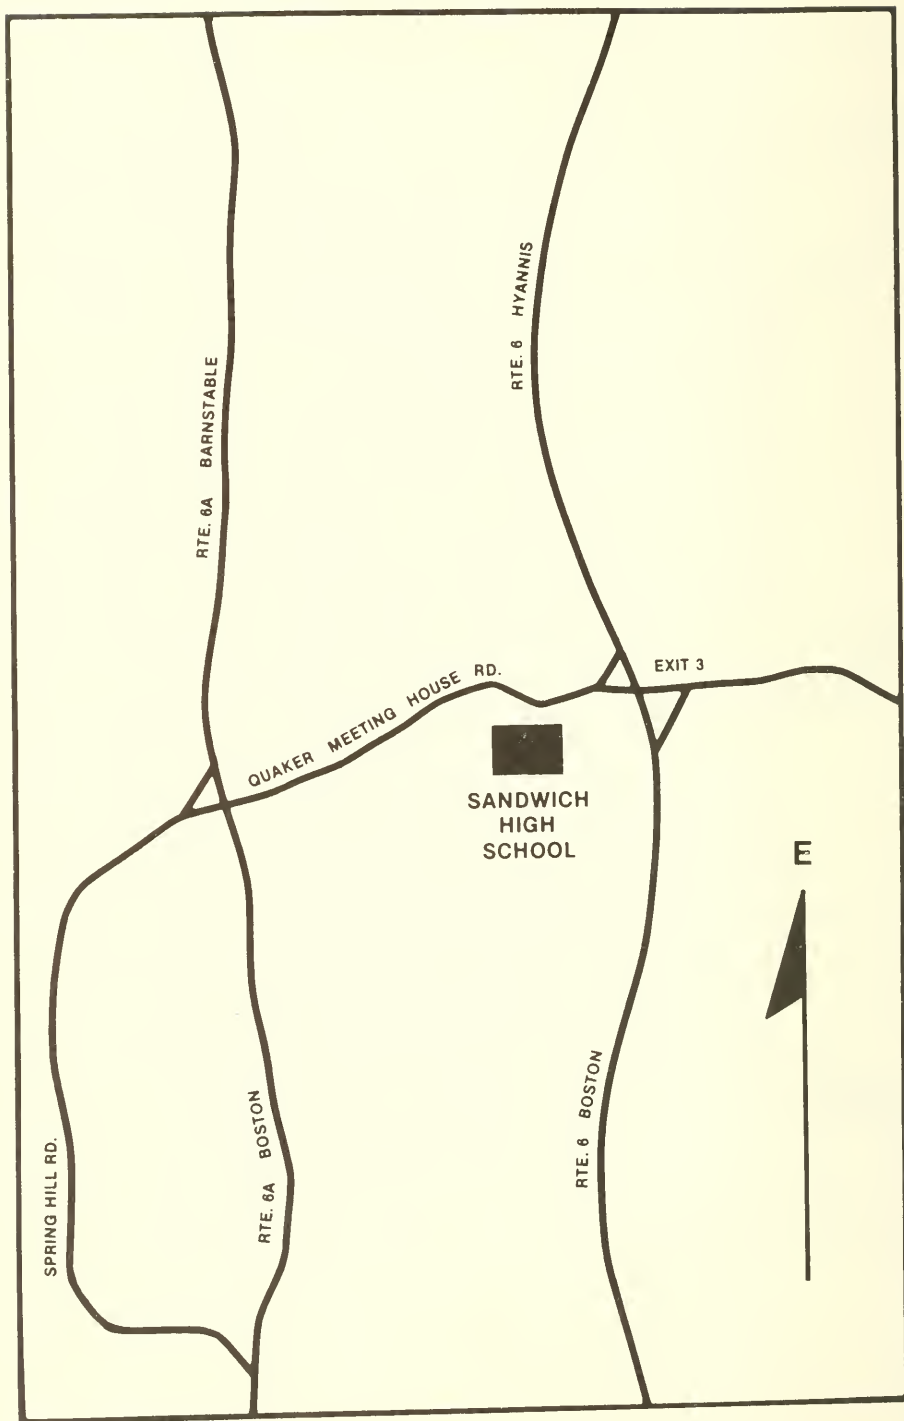 RTE. 6 HYANNIS
RTE. 6A BARNSTABLE
EXIT 3
QUAKER MEETING HOUSE RD.
SANDWICH
HIGH
SCHOOL
E
RTE. 6 BOSTON
RTE. 6A BOSTON
SPRING HILL RD.